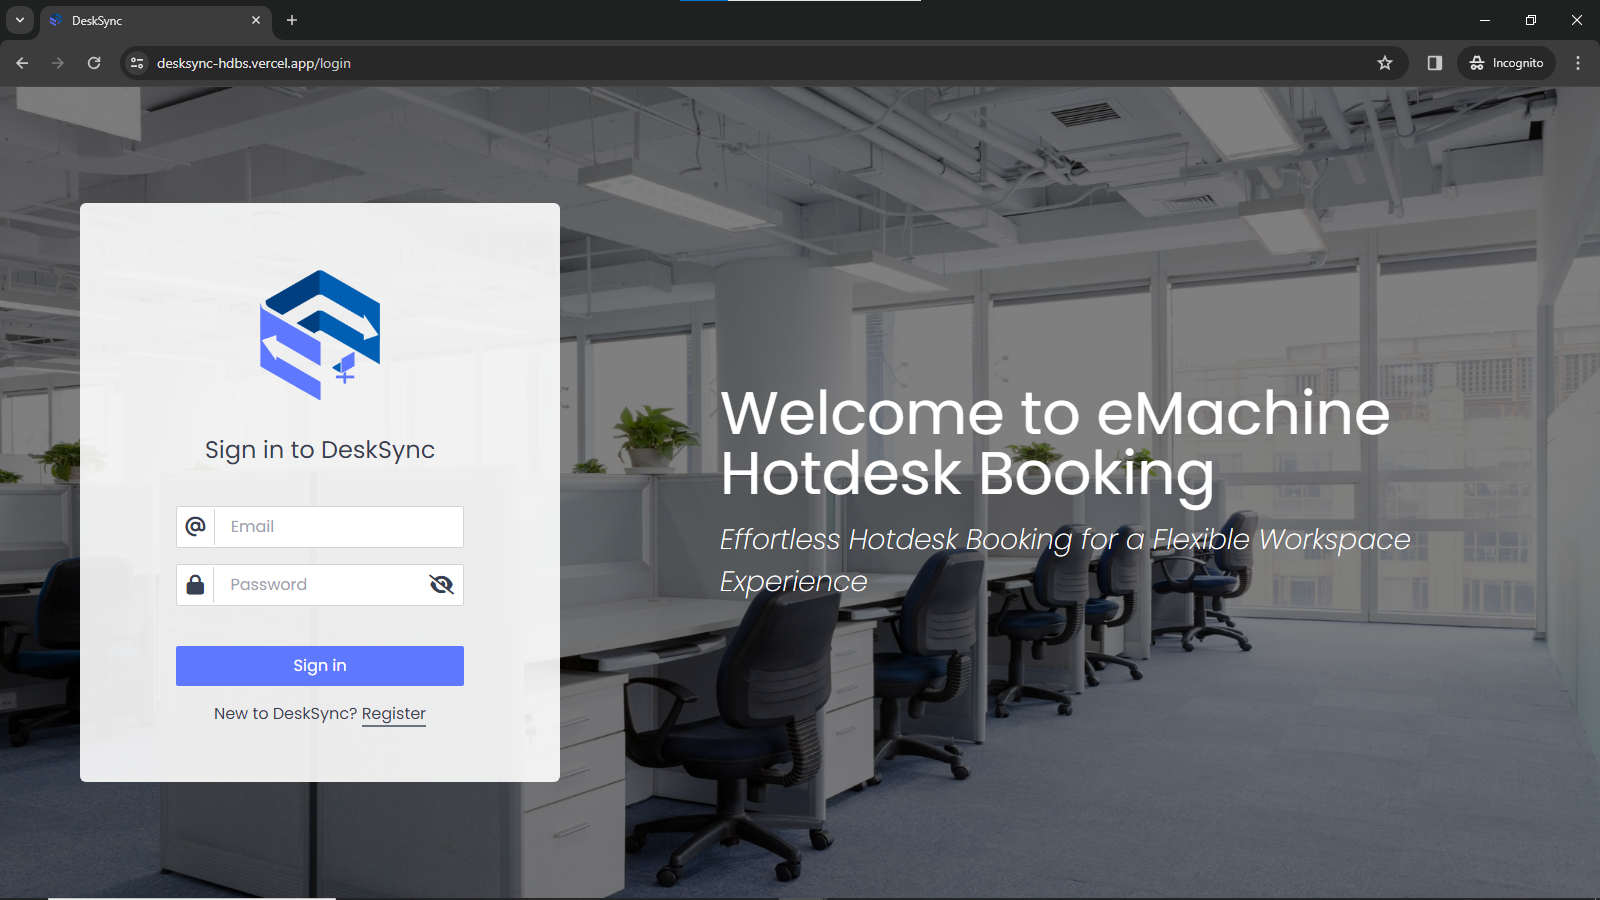 DeskSync
desksync-hdbs.vercel.app/login
Incognito
Sign in to DeskSync
Email
Password
Sign in
New to DeskSync? Register
Welcome to eMachine
Hotdesk Booking
Effortless Hotdesk Booking for a Flexible Workspace
Experience